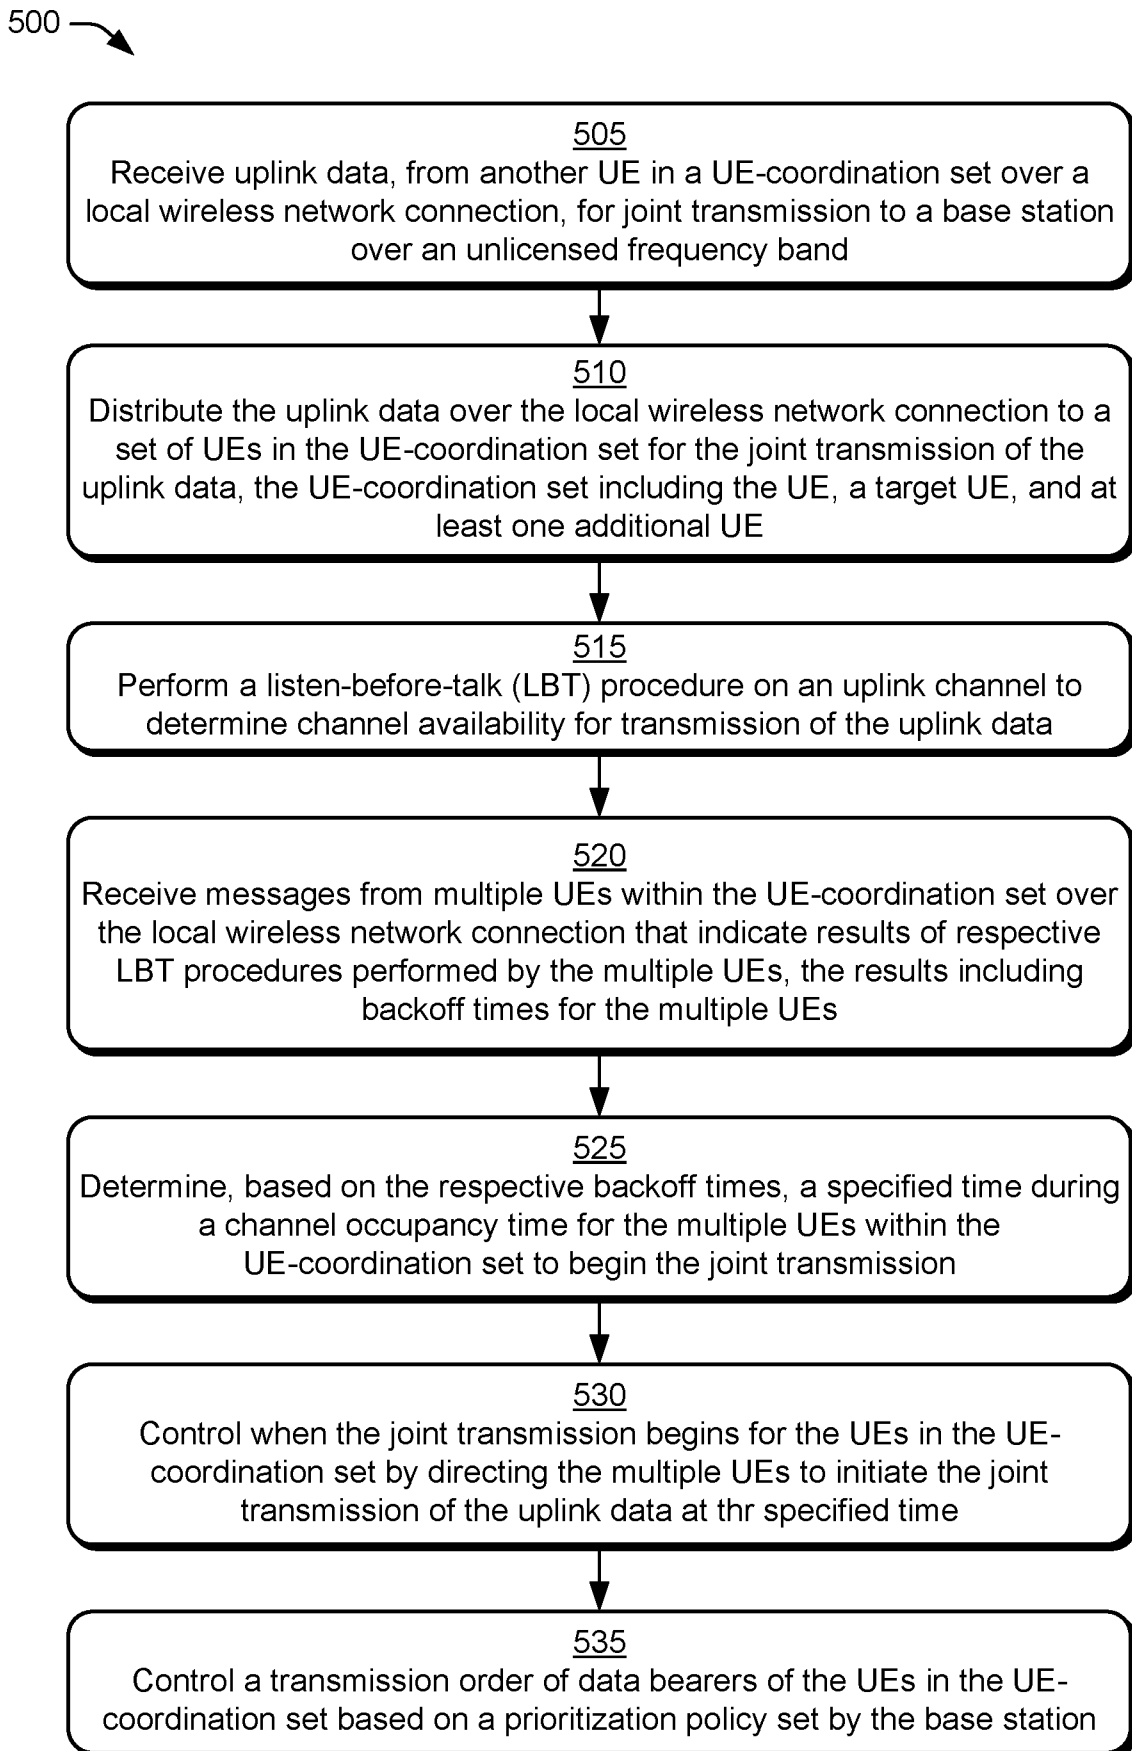 500
505
Receive uplink data, from another UE in a UE-coordination set over a
local wireless network connection, for joint transmission to a base station
over an unlicensed frequency band
510
Distribute the uplink data over the local wireless network connection to a
set of UEs in the UE-coordination set for the joint transmission of the
uplink data, the UE-coordination set including the UE, a target UE, and at
least one additional UE
515
Perform a listen-before-talk (LBT) procedure on an uplink channel to
determine channel availability for transmission of the uplink data
520
Receive messages from multiple UEs within the UE-coordination set over
the local wireless network connection that indicate results of respective
LBT procedures performed by the multiple UEs, the results including
backoff times for the multiple UEs
525
Determine, based on the respective backoff times, a specified time during
a channel occupancy time for the multiple UEs within the
UE-coordination set to begin the joint transmission
530
Control when the joint transmission begins for the UEs in the UE-
coordination set by directing the multiple UEs to initiate the joint
transmission of the uplink data at thr specified time
535
Control a transmission order of data bearers of the UEs in the UE-
coordination set based on a prioritization policy set by the base station